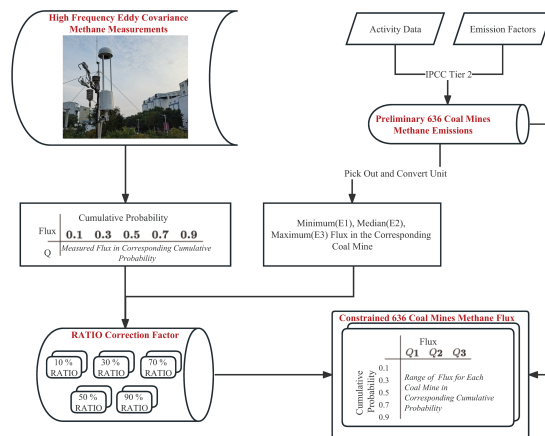 High Frequency Eddy Covariance
Methane Measurements
Activity Data
Emission Factors
IPCC Tier 2
Preliminary 636 Coal Mines
Methane Emissions
Pick Out and Convert Unit
Cumulative Probability
Flux 0.1 0.3 0.5 0.7 0.9
Q Measured Flux in Corresponding Cumulative
Probability
Minimum(E1), Median(E2),
Maximum(E3) Flux in the Corresponding
Coal Mine
RATIO Correction Factor
10 %
RATIO
30 %
RATIO
70 %
RATIO
50 %
RATIO
90 %
RATIO
Constrained 636 Coal Mines Methane Flux
Flux
Q1 Q2 Q3
Cumulative
Probability
0.1
0.3
0.5
0.7
0.9
Range of Flux for Each
Coal Mine in
Corresponding Cumulative
Probability